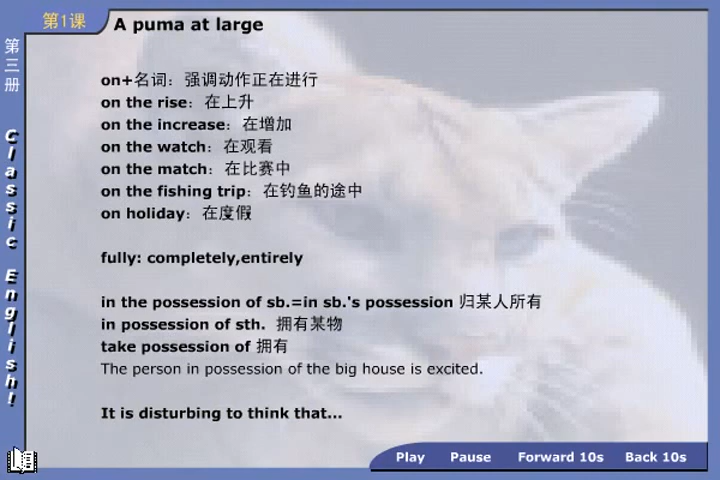 第1课
A puma at large
第三册
Classic English!
on+名词：强调动作正在进行
on the rise：在上升
on the increase：在增加
on the watch：在观看
on the match：在比赛中
on the fishing trip：在钓鱼的途中
on holiday：在度假
fully: completely,entirely
in the possession of sb.=in sb.'s possession 归某人所有
in possession of sth. 拥有某物
take possession of 拥有
The person in possession of the big house is excited.
It is disturbing to think that...
Play Pause Forward 10s Back 10s